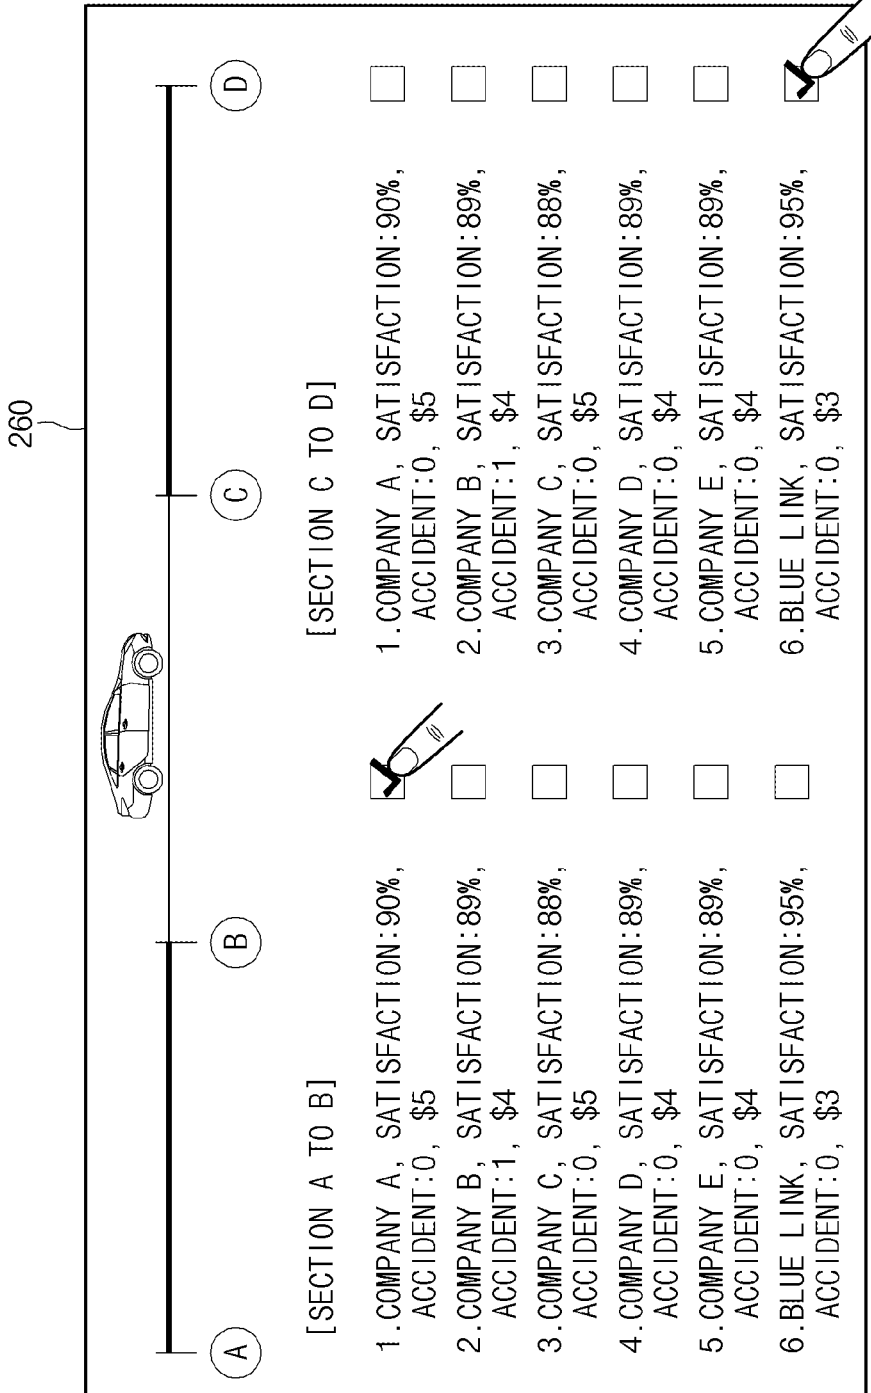 260
A
B
C
D
[SECTION A TO B]
1.COMPANY A, SATISFACTION:90%,
ACCIDENT:0, $5
2.COMPANY B, SATISFACTION:89%,
ACCIDENT:1, $4
3.COMPANY C, SATISFACTION:88%,
ACCIDENT:0, $5
4.COMPANY D, SATISFACTION:89%,
ACCIDENT:0, $4
5.COMPANY E, SATISFACTION:89%,
ACCIDENT:0, $4
6.BLUE LINK, SATISFACTION:95%,
ACCIDENT:0, $3
[SECTION C TO D]
1.COMPANY A, SATISFACTION:90%,
ACCIDENT:0, $5
2.COMPANY B, SATISFACTION:89%,
ACCIDENT:1, $4
3.COMPANY C, SATISFACTION:88%,
ACCIDENT:0, $5
4.COMPANY D, SATISFACTION:89%,
ACCIDENT:0, $4
5.COMPANY E, SATISFACTION:89%,
ACCIDENT:0, $4
6.BLUE LINK, SATISFACTION:95%,
ACCIDENT:0, $3